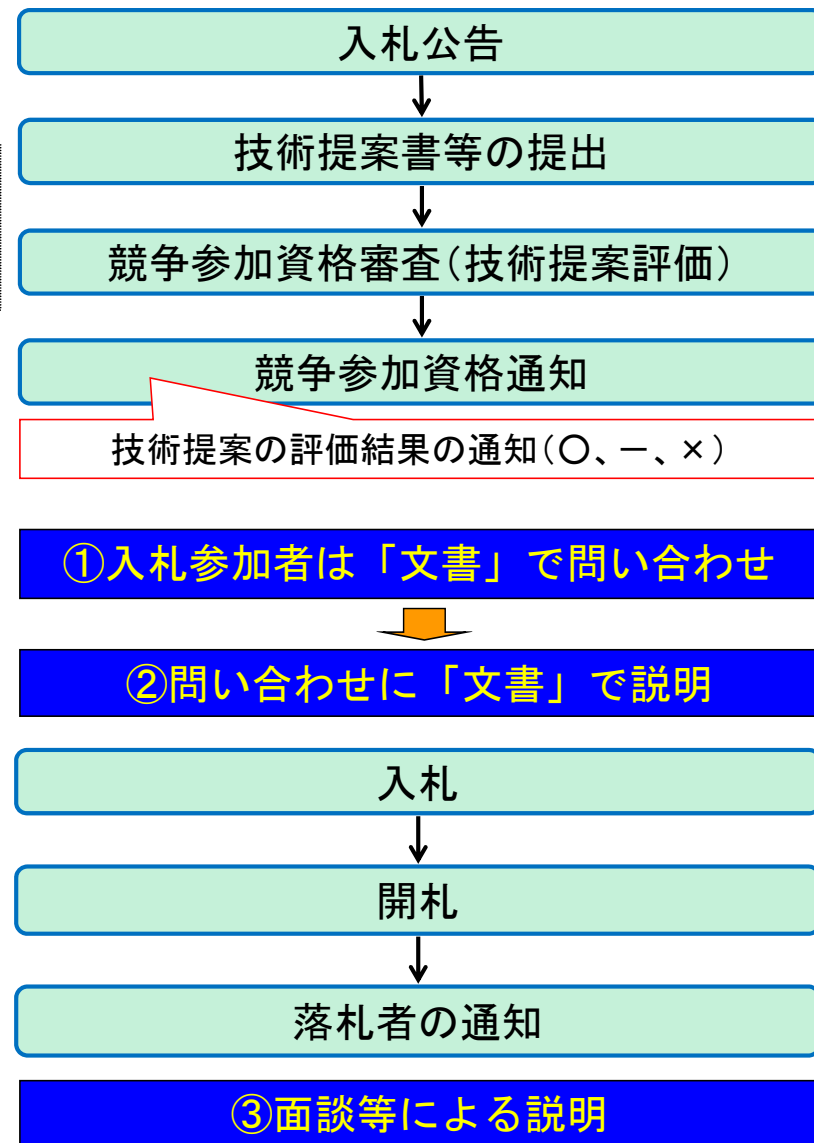 入札公告
技術提案書等の提出
競争参加資格審査（技術提案評価）
競争参加資格通知
技術提案の評価結果の通知（〇、－、×）
①入札参加者は「文書」で問い合わせ
②問い合わせに「文書」で説明
入札
開札
落札者の通知
③面談等による説明